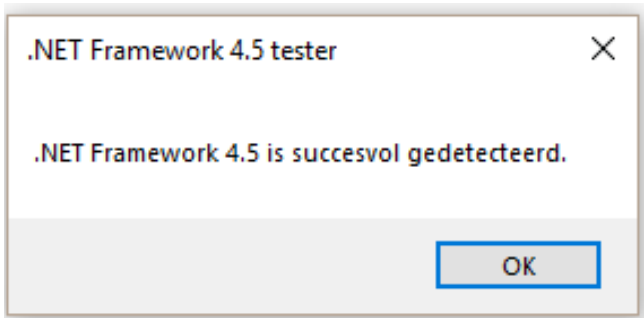 .NET Framework 4.5 tester
.NET Framework 4.5 is succesvol gedetecteerd.
OK